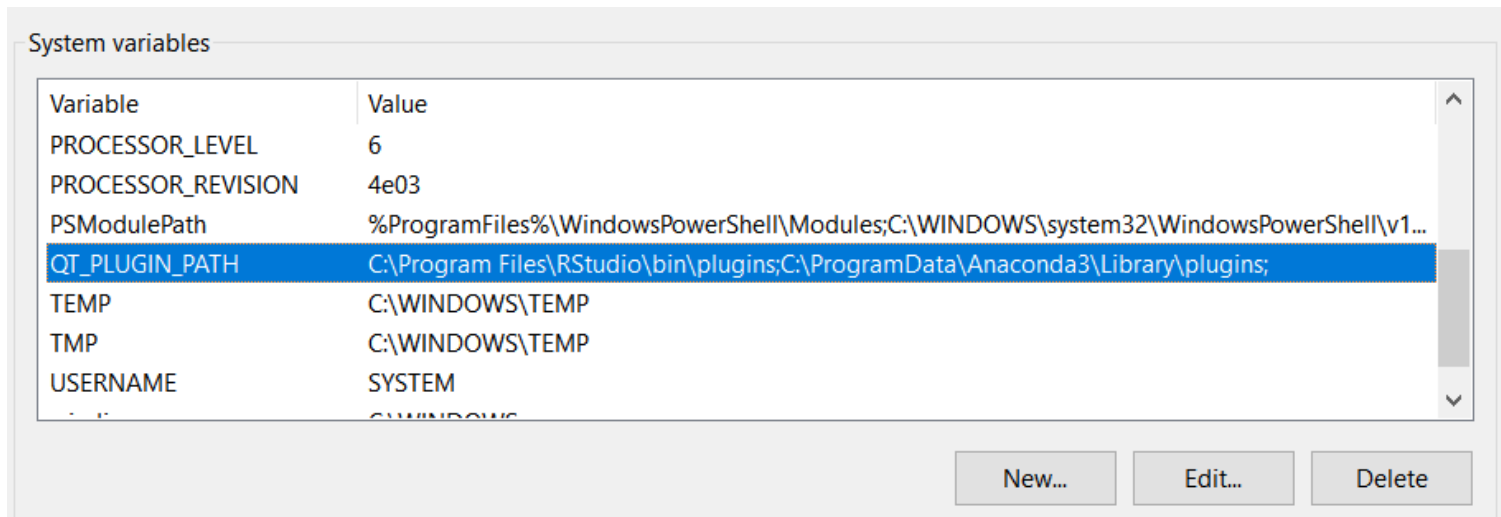 System variables
Variable Value
PROCESSOR_LEVEL 6
PROCESSOR_REVISION 4e03
PSModulePath %ProgramFiles%\WindowsPowerShell\Modules;C:\WINDOWS\system32\WindowsPowerShell\v1...
QT_PLUGIN_PATH C:\Program Files\RStudio\bin\plugins;C:\ProgramData\Anaconda3\Library\plugins;
TEMP C:\WINDOWS\TEMP
TMP C:\WINDOWS\TEMP
USERNAME SYSTEM
New... Edit... Delete